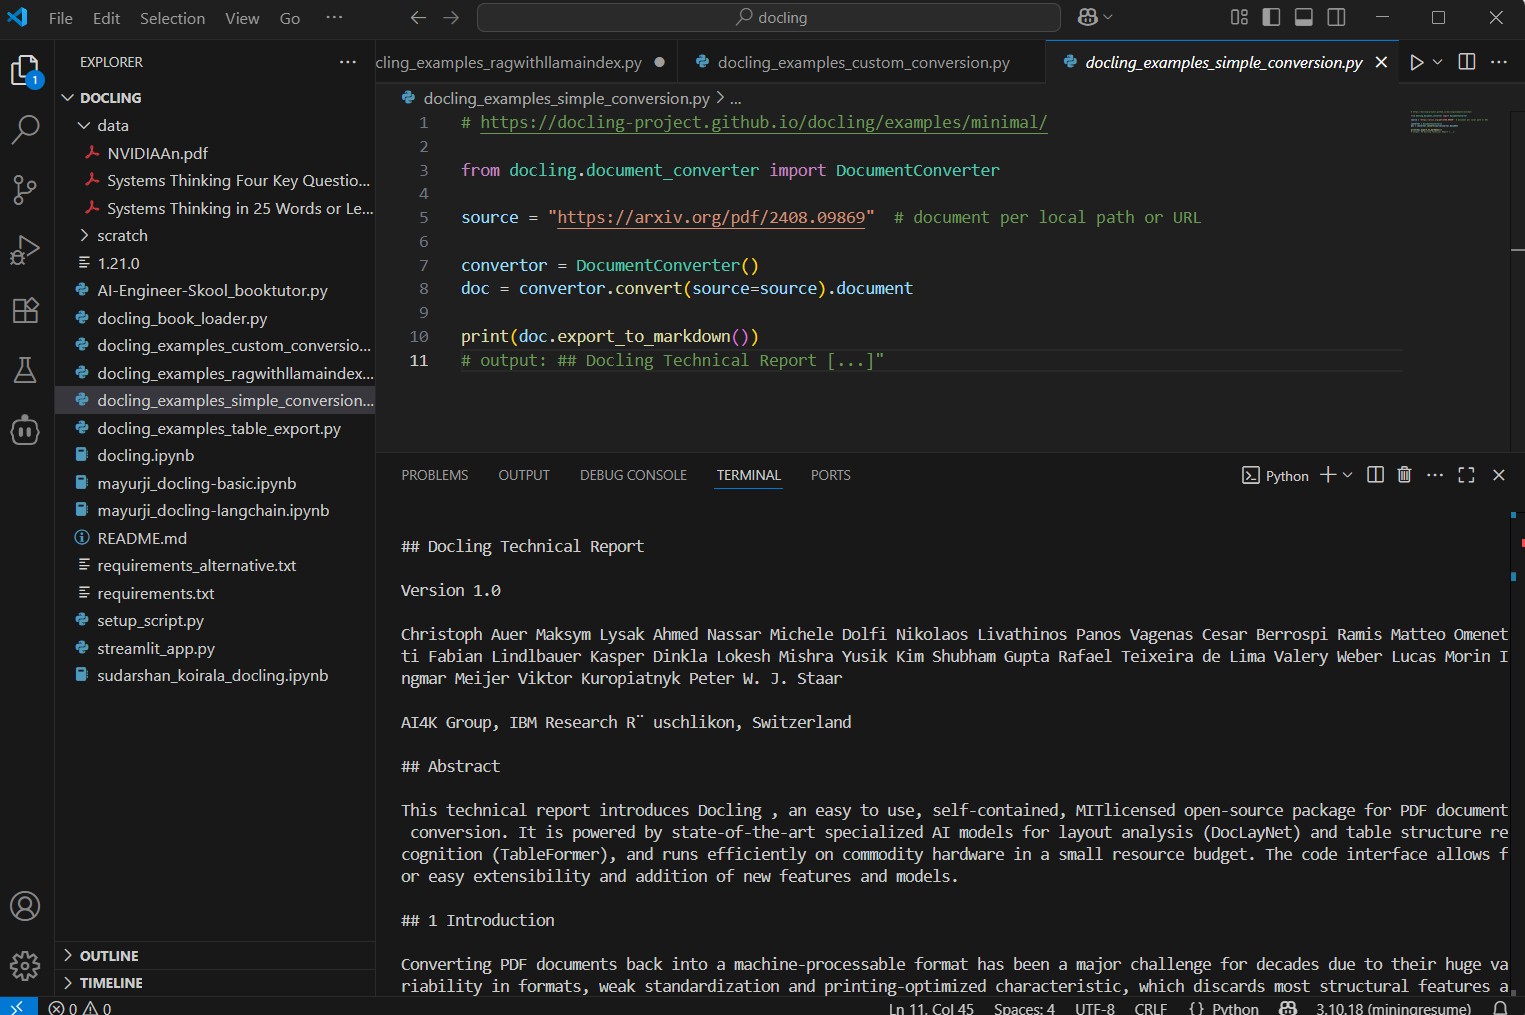 File Edit Selection View Go ··· docling
EXPLORER ···
DOCLING
data
NVIDIAAn.pdf
Systems Thinking Four Key Questio...
Systems Thinking in 25 Words or Le...
scratch
1.21.0
AI-Engineer-Skool_booktutor.py
docling_book_loader.py
docling_examples_custom_conversio...
docling_examples_ragwithllamaindex...
docling_examples_simple_conversion...
docling_examples_table_export.py
docling.ipynb
mayurji_docling-basic.ipynb
mayurji_docling-langchain.ipynb
README.md
requirements_alternative.txt
requirements.txt
setup_script.py
streamlit_app.py
sudarshan_koirala_docling.ipynb
OUTLINE
TIMELINE
1
cling_examples_ragwithllamaindex.py docling_examples_custom_conversion.py docling_examples_simple_conversion.py
docling_examples_simple_conversion.py > ...
1 # https://docling-project.github.io/docling/examples/minimal/
2
3 from docling.document_converter import DocumentConverter
4
5 source = "https://arxiv.org/pdf/2408.09869" # document per local path or URL
6
7 convertor = DocumentConverter()
8 doc = convertor.convert(source=source).document
9
10 print(doc.export_to_markdown())
11 # output: ## Docling Technical Report [...]"
PROBLEMS OUTPUT DEBUG CONSOLE TERMINAL PORTS Python
## Docling Technical Report
Version 1.0
Christoph Auer Maksym Lysak Ahmed Nassar Michele Dolfi Nikolaos Livathinos Panos Vagenas Cesar Berrospi Ramis Matteo Omenet
ti Fabian Lindlbauer Kasper Dinkla Lokesh Mishra Yusik Kim Shubham Gupta Rafael Teixeira de Lima Valery Weber Lucas Morin I
ngmar Meijer Viktor Kuropiatnyk Peter W. J. Staar
AI4K Group, IBM Research R¨ uschlikon, Switzerland
## Abstract
This technical report introduces Docling , an easy to use, self-contained, MITlicensed open-source package for PDF document
 conversion. It is powered by state-of-the-art specialized AI models for layout analysis (DocLayNet) and table structure re
cognition (TableFormer), and runs efficiently on commodity hardware in a small resource budget. The code interface allows f
or easy extensibility and addition of new features and models.
## 1 Introduction
Converting PDF documents back into a machine-processable format has been a major challenge for decades due to their huge va
riability in formats, weak standardization and printing-optimized characteristic, which discards most structural features a
0 0 Ln 11, Col 45 Spaces: 4 UTF-8 CRLF {} Python 3.10.18 (miningresume)